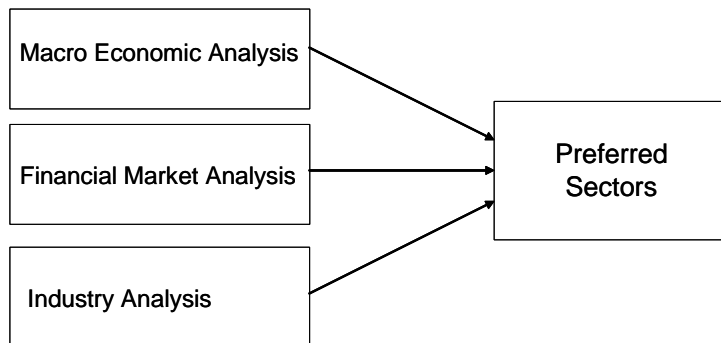 Macro Economic Analysis
Financial Market Analysis
Industry Analysis
Preferred
Sectors